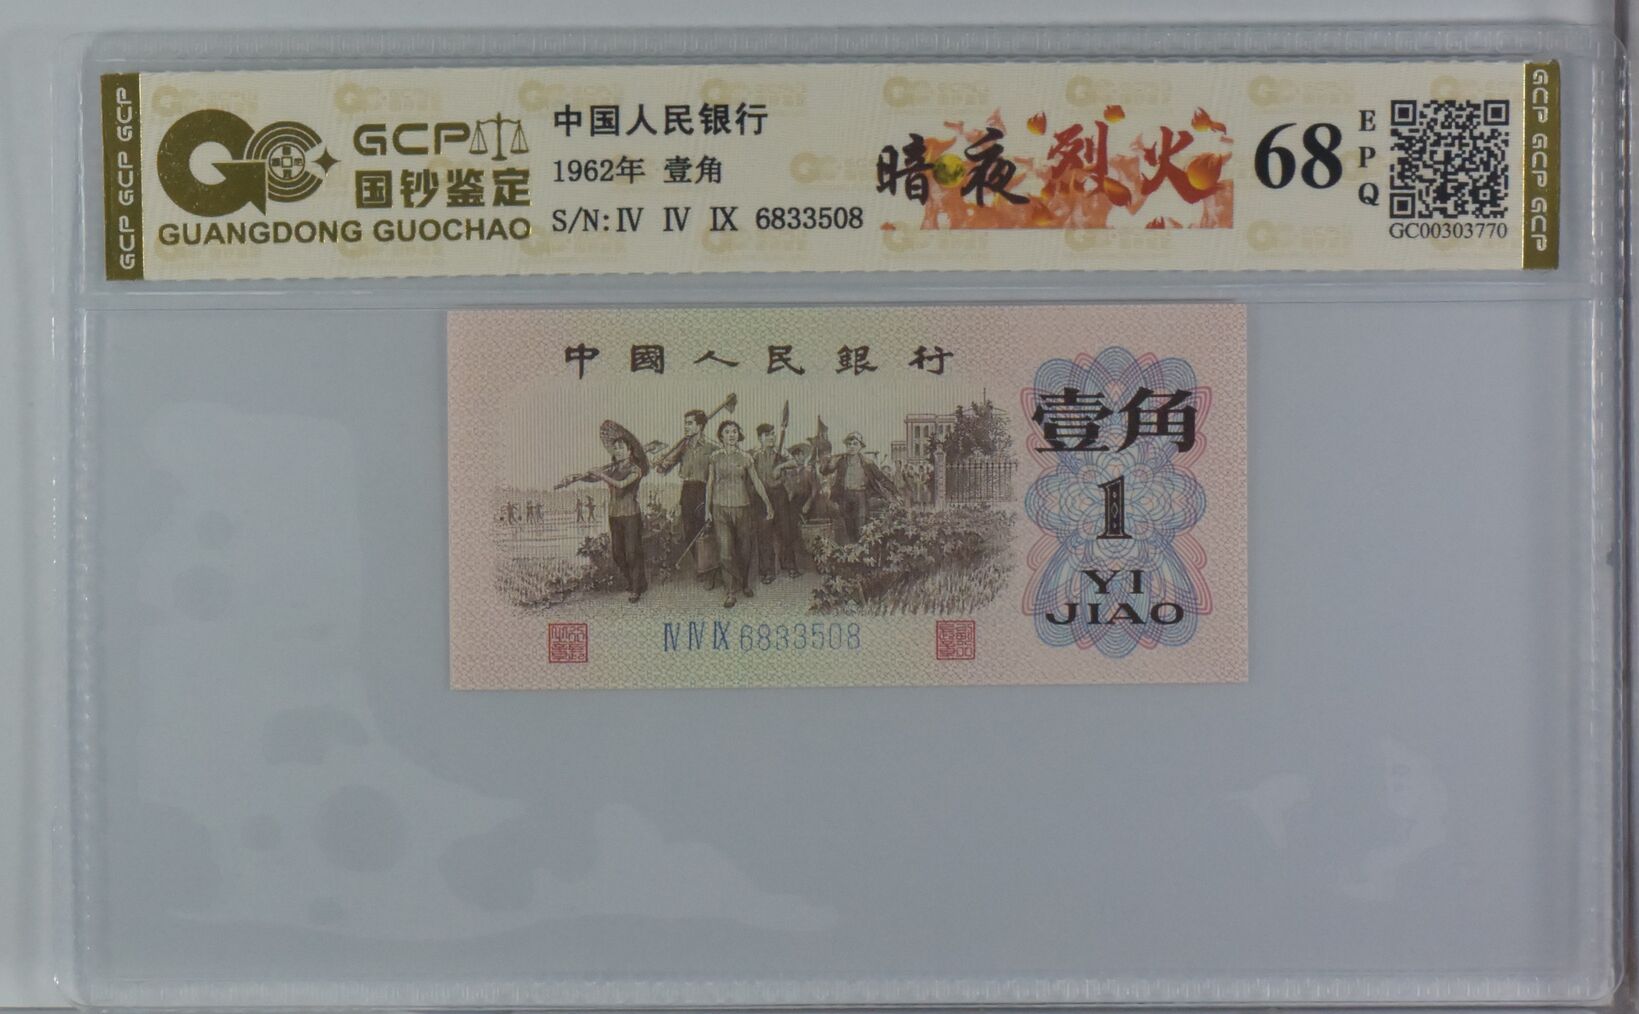 GCP GCP GCP
GCP
国钞鉴定
GUANGDONG GUOCHAO
中国人民银行
1962年 壹角
S/N: IV IV IX 6833508
暗夜烈火
68
EPQ
GC00303770
GCP GCP GCP
中國人民銀行
壹角
1
YI
JIAO
IV IV IX 6833508